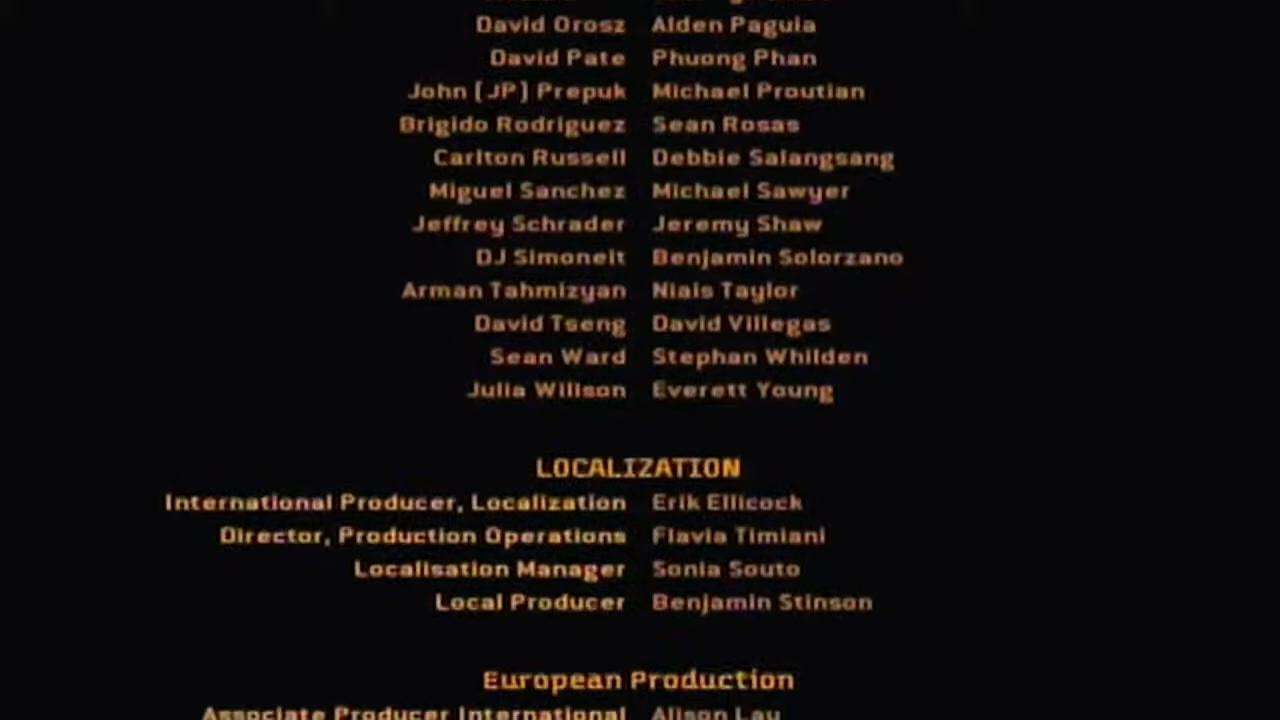 David Orosz Alden Paguia
David Pate Phuong Phan
John [JP] Prepuk Michael Proutian
Brigido Rodriguez Sean Rosas
Carlton Russell Debbie Salangsang
Miguel Sanchez Michael Sawyer
Jeffrey Schrader Jeremy Shaw
DJ Simoneit Benjamin Solorzano
Arman Tahmizyan Niais Taylor
David Tseng David Villegas
Sean Ward Stephan Whilden
Julia Willson Everett Young
LOCALIZATION
International Producer, Localization Erik Ellicock
Director, Production Operations Flavia Timiani
Localisation Manager Sonia Souto
Local Producer Benjamin Stinson
European Production
Associate Producer International Alison Lau